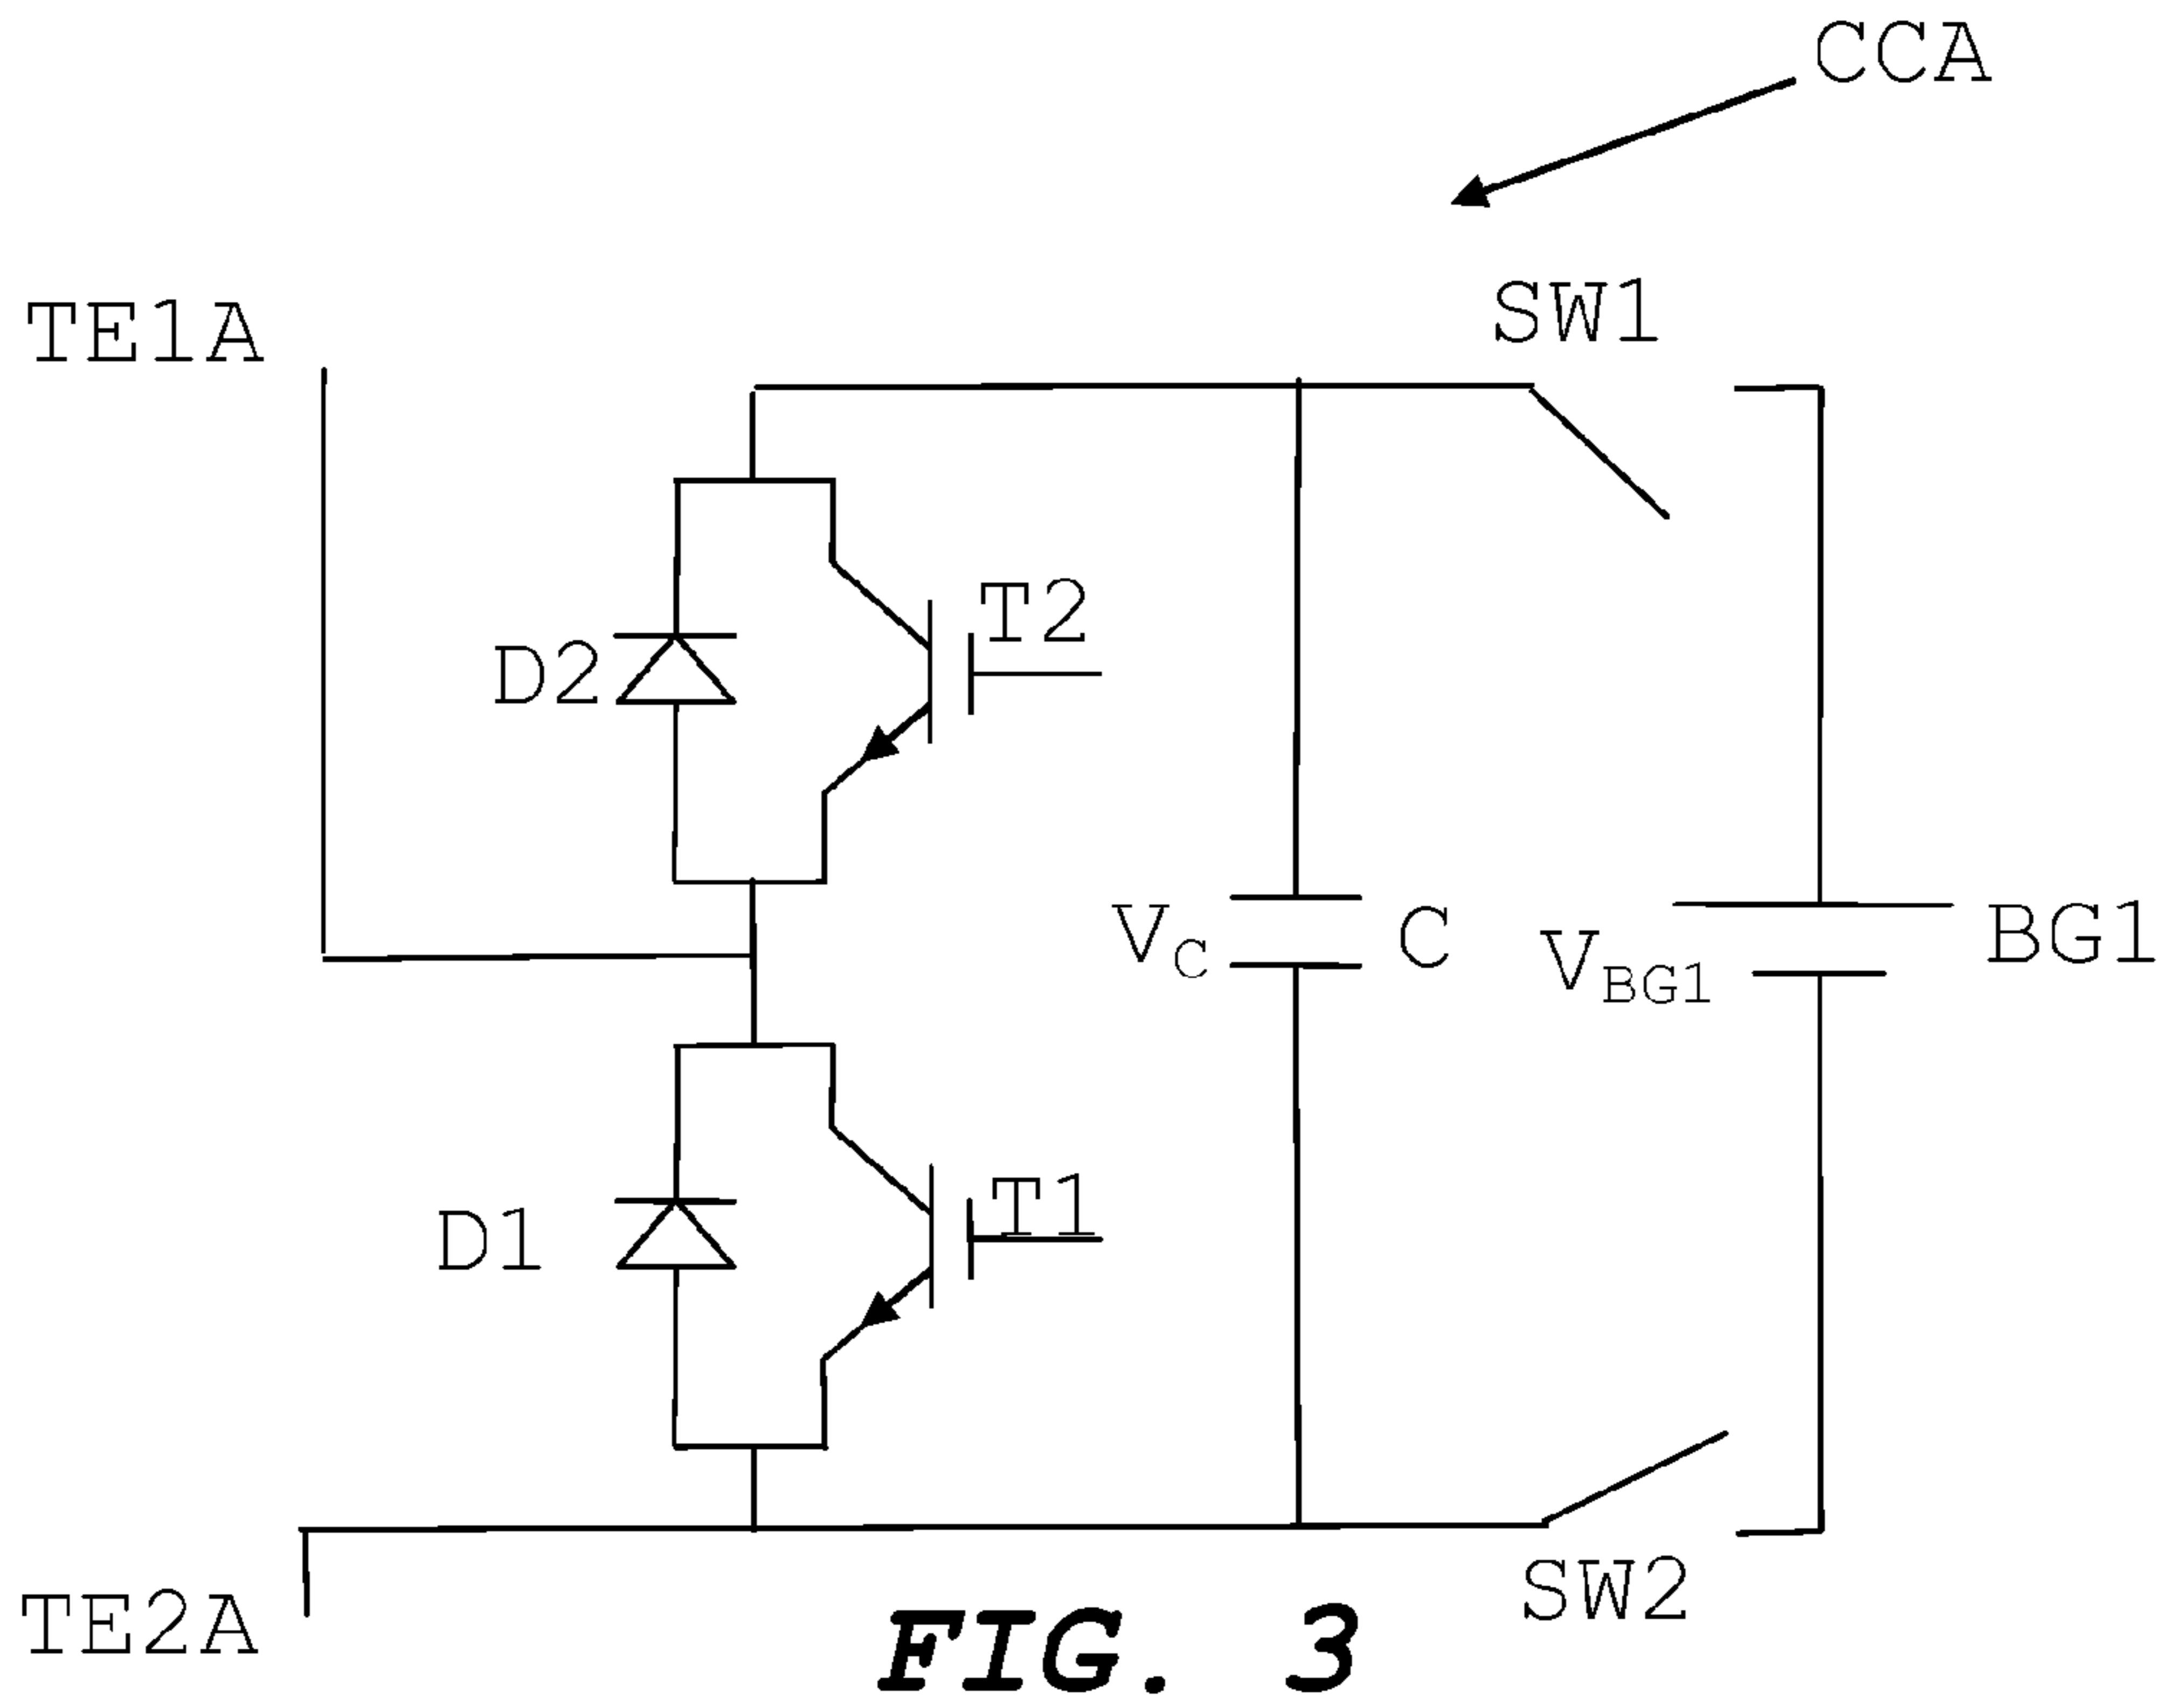 CCA
SW1
TE1A
T2
D2
VC
C
VBG1
BG1
T1
D1
SW2
TE2A
FIG. 3